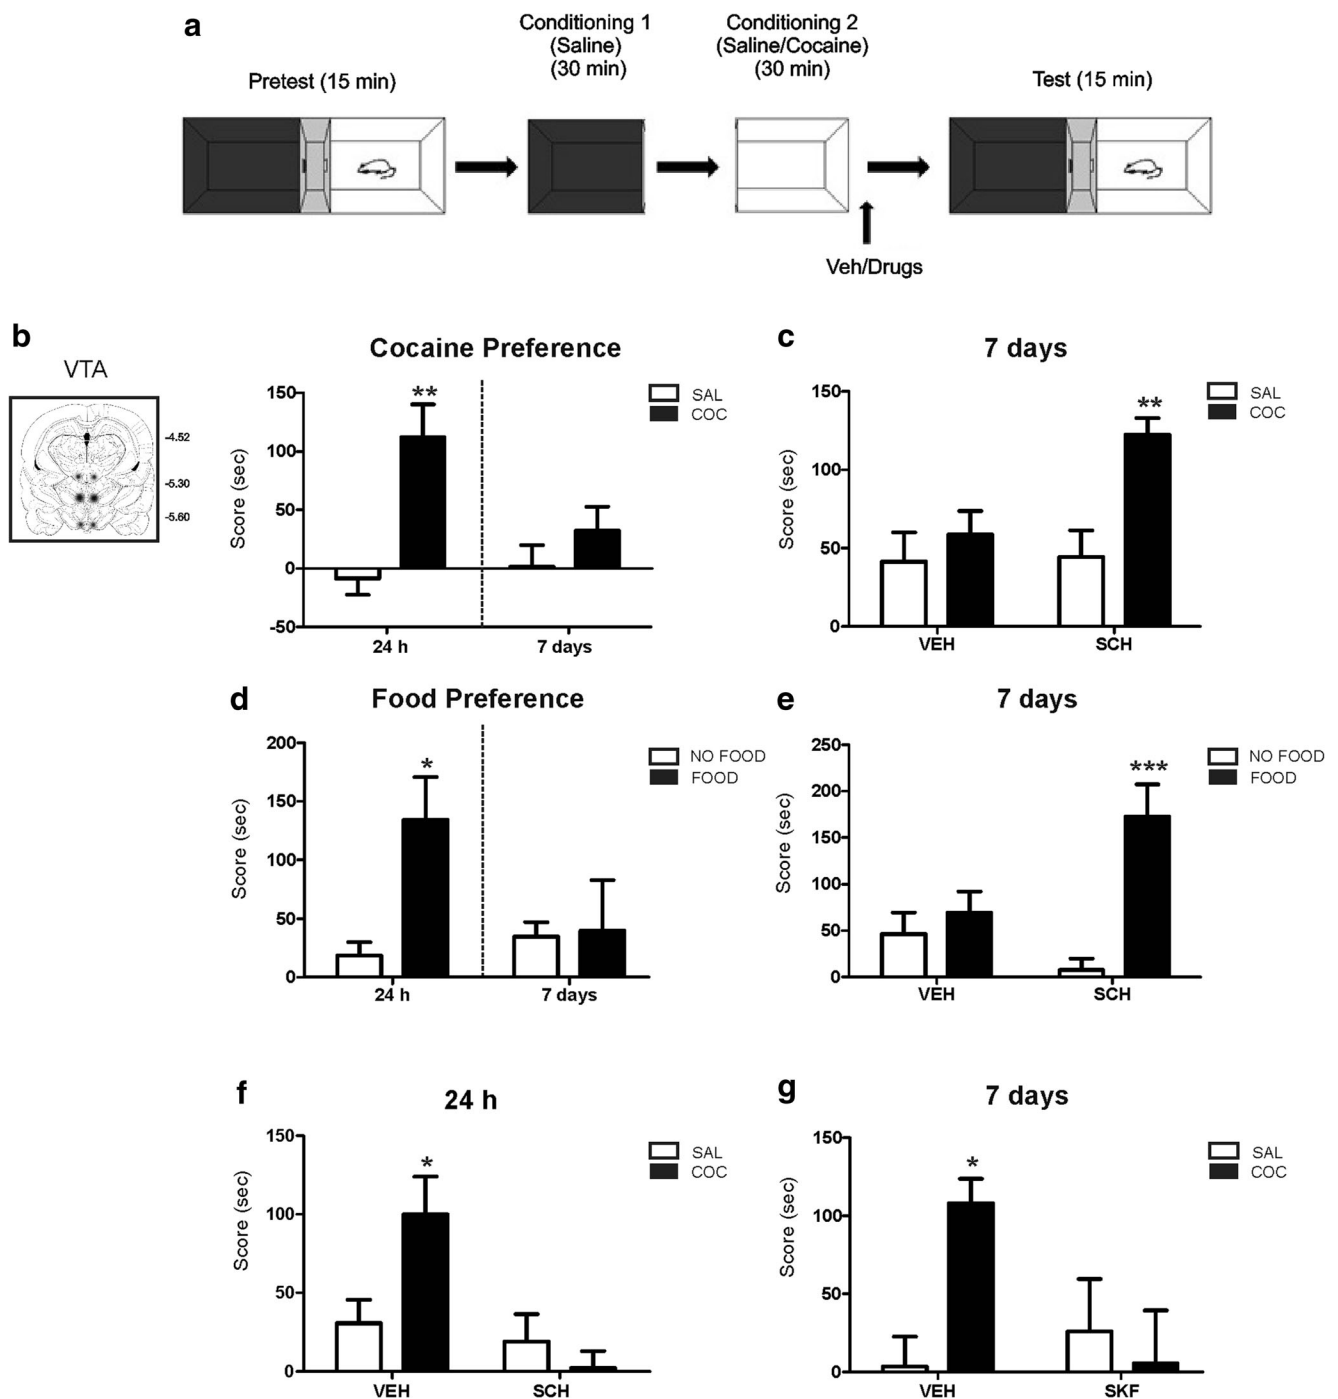 a
Conditioning 1
(Saline)
(30 min)
Conditioning 2
(Saline/Cocaine)
(30 min)
Pretest (15 min)
Test (15 min)
Veh/Drugs
b
VTA
-4.52
-5.30
-5.60
Cocaine Preference
Score (sec)
150
100
50
0
-50
**
24 h
7 days
SAL
COC
c
7 days
Score (sec)
150
100
50
0
**
VEH
SCH
SAL
COC
d
Food Preference
Score (sec)
200
150
100
50
0
*
24 h
7 days
NO FOOD
FOOD
e
7 days
Score (sec)
250
200
150
100
50
0
***
VEH
SCH
NO FOOD
FOOD
f
24 h
Score (sec)
150
100
50
0
*
VEH
SCH
SAL
COC
g
7 days
Score (sec)
150
100
50
0
*
VEH
SKF
SAL
COC